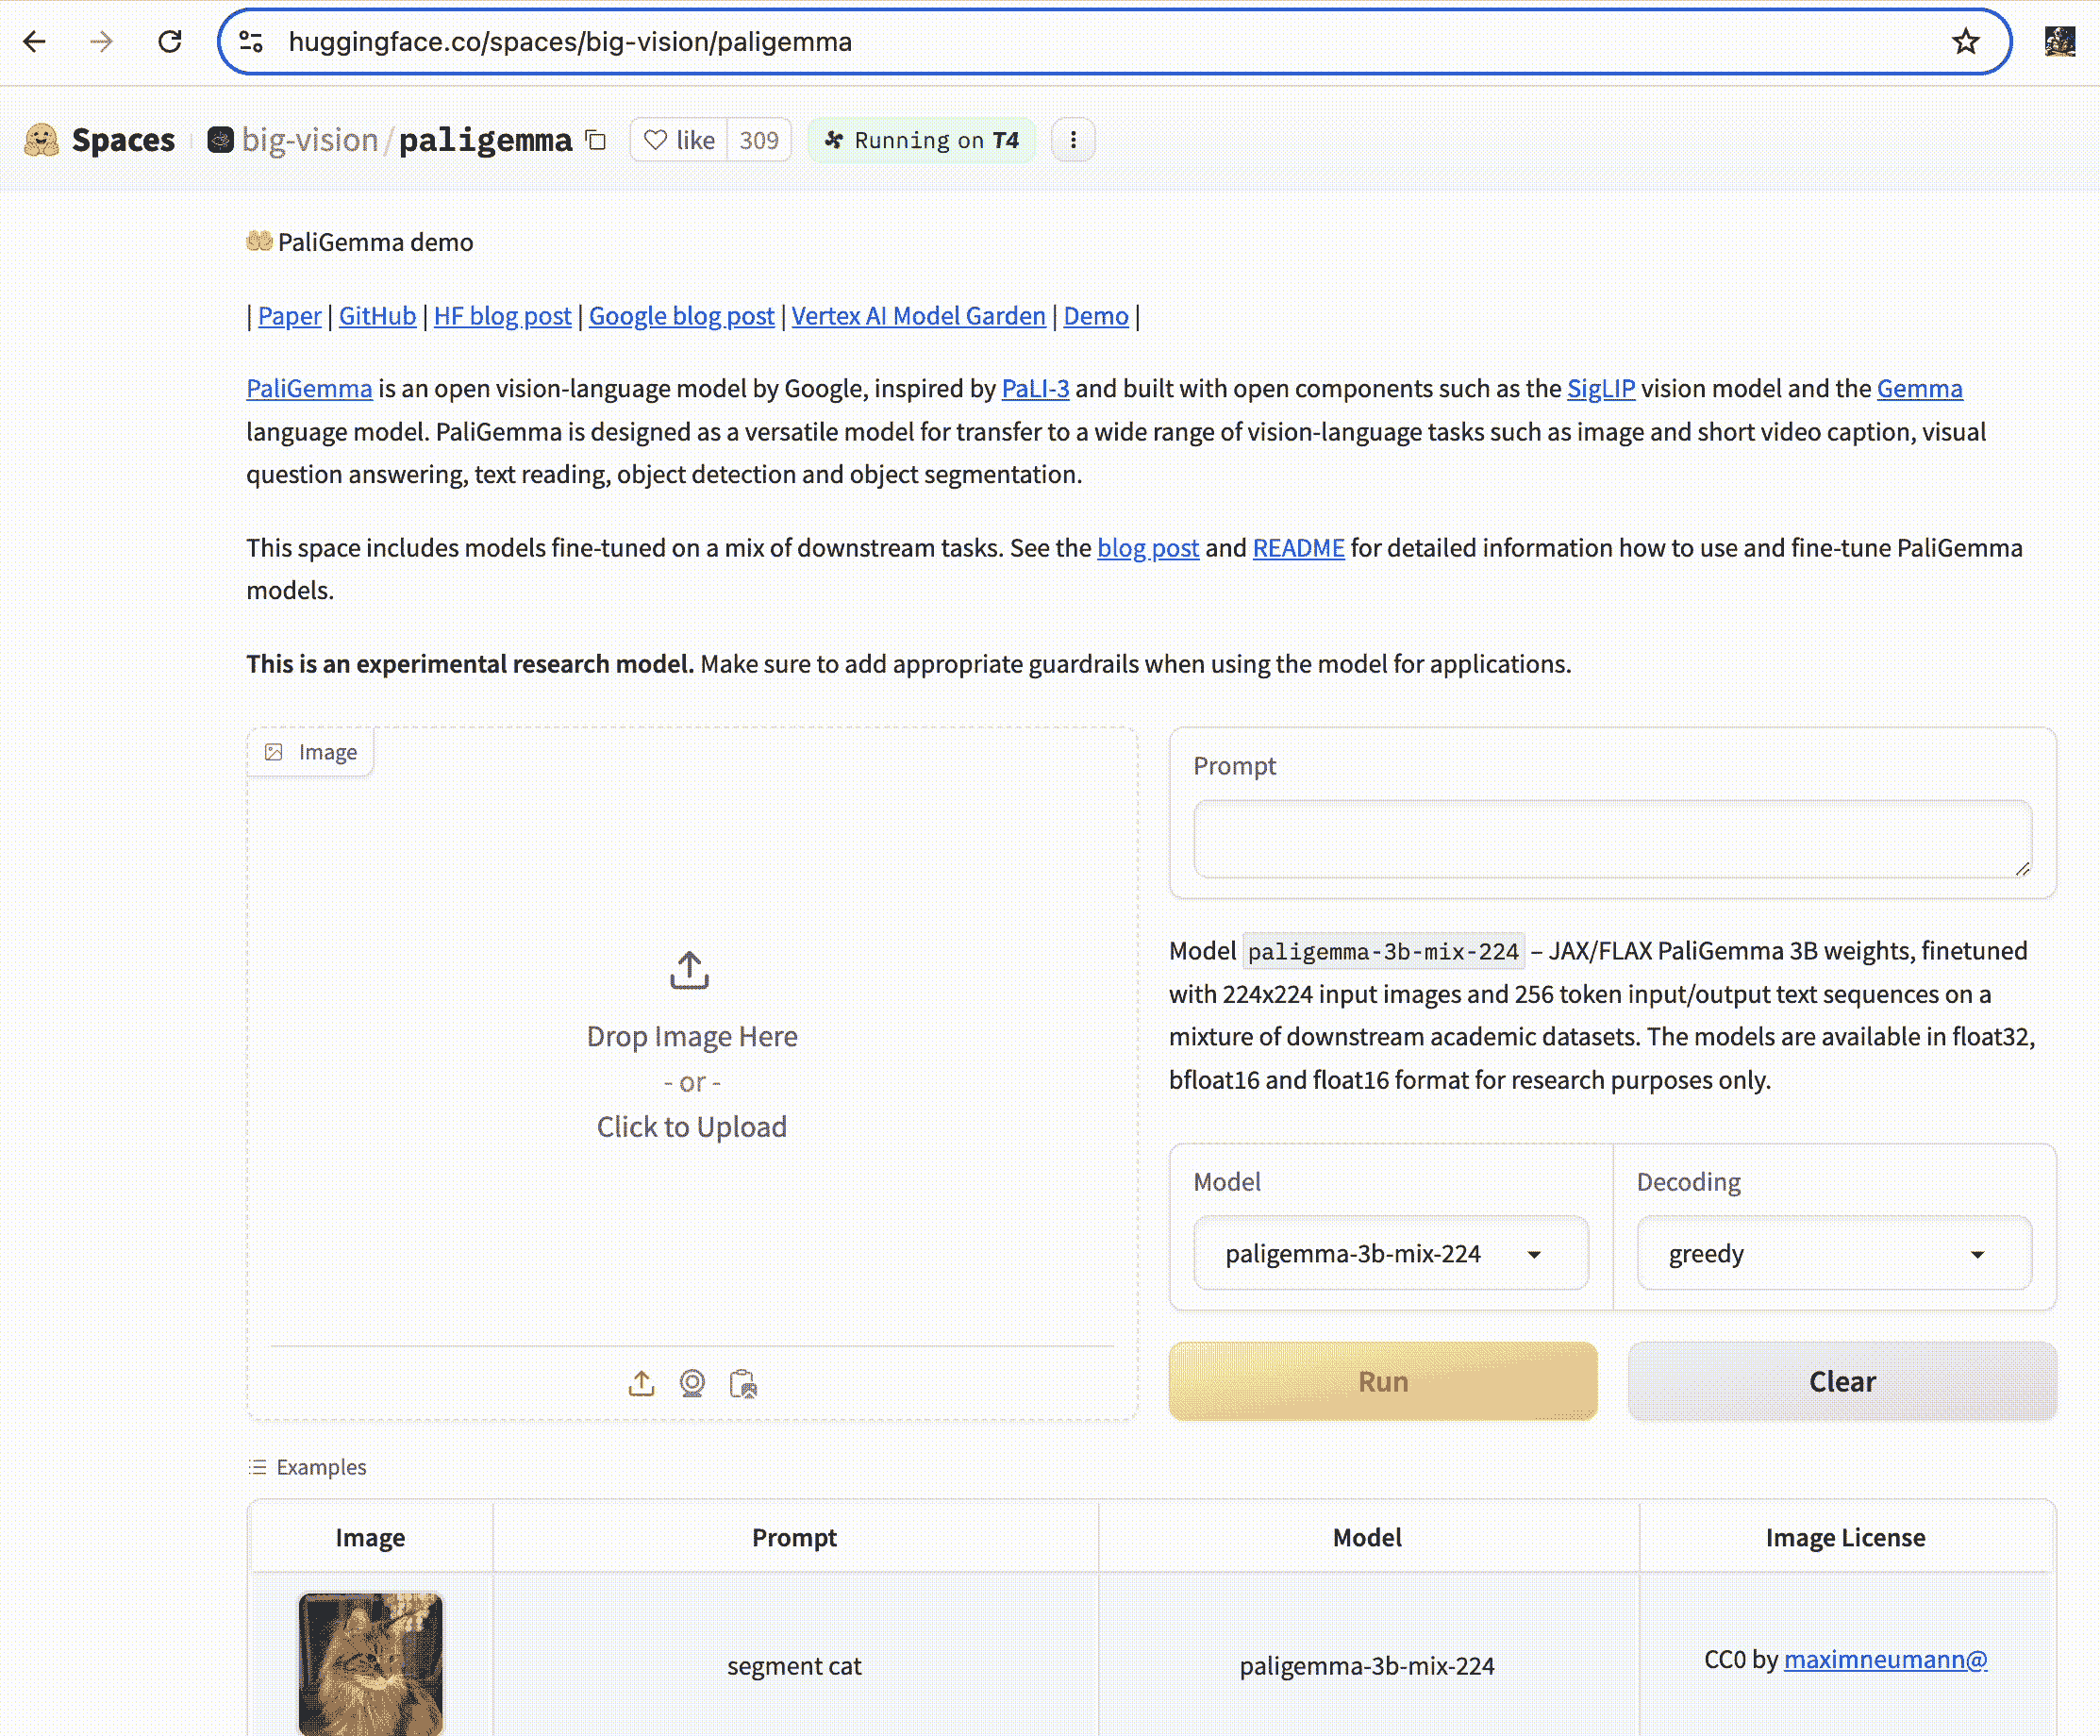 huggingface.co/spaces/big-vision/paligemma
Spaces big-vision/paligemma like 309 Running on T4
PaliGemma demo
| Paper | GitHub | HF blog post | Google blog post | Vertex AI Model Garden | Demo |
PaliGemma is an open vision-language model by Google, inspired by PaLI-3 and built with open components such as the SigLIP vision model and the Gemma
language model. PaliGemma is designed as a versatile model for transfer to a wide range of vision-language tasks such as image and short video caption, visual
question answering, text reading, object detection and object segmentation.
This space includes models fine-tuned on a mix of downstream tasks. See the blog post and README for detailed information how to use and fine-tune PaliGemma
models.
This is an experimental research model. Make sure to add appropriate guardrails when using the model for applications.
Image
Drop Image Here
- or -
Click to Upload
Prompt
Model paligemma-3b-mix-224 – JAX/FLAX PaliGemma 3B weights, finetuned
with 224x224 input images and 256 token input/output text sequences on a
mixture of downstream academic datasets. The models are available in float32,
bfloat16 and float16 format for research purposes only.
Model Decoding
paligemma-3b-mix-224 greedy
Run Clear
Examples
Image Prompt Model Image License
segment cat paligemma-3b-mix-224 CC0 by maximneumann@